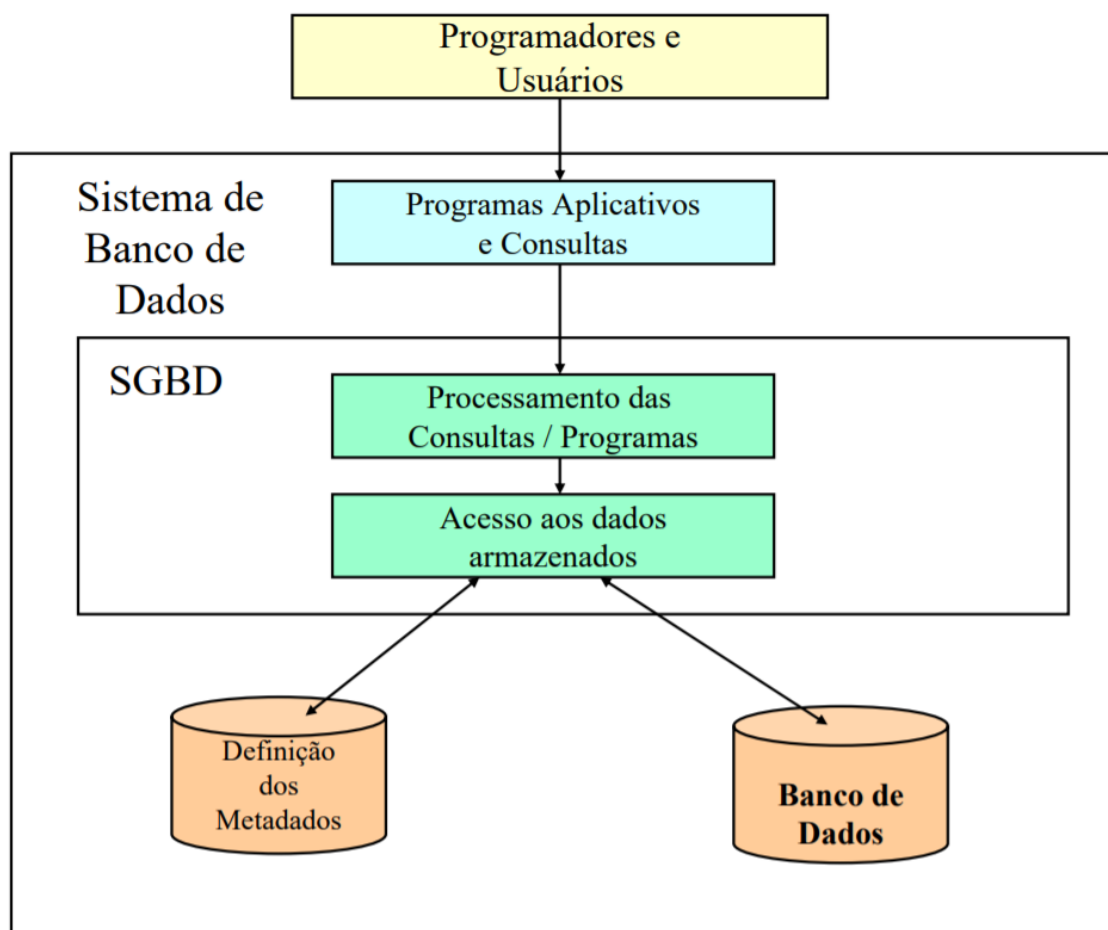 Programadores e
Usuários
Sistema de
Banco de
Dados
Programas Aplicativos
e Consultas
SGBD
Processamento das
Consultas / Programas
Acesso aos dados
armazenados
Definição
dos
Metadados
Banco de
Dados